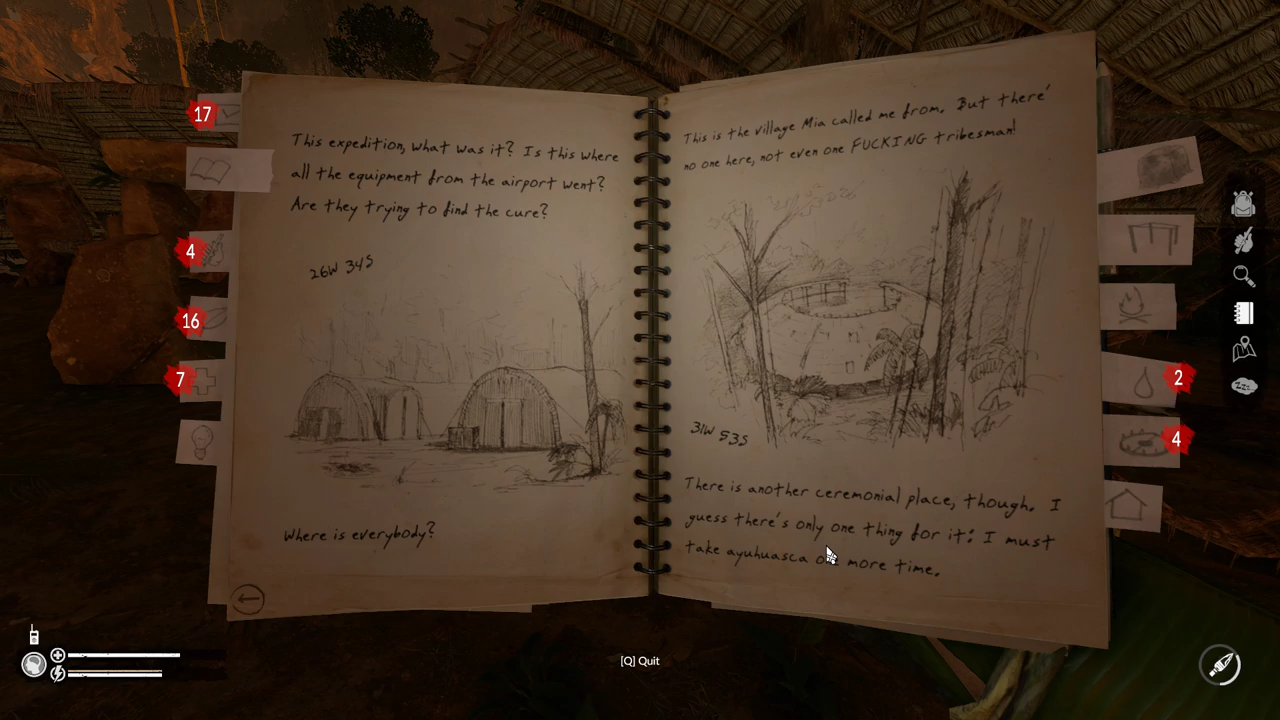 17
4
16
7
This expedition, what was it? Is this where
all the equipment from the airport went?
Are they trying to find the cure?
26W 34S
Where is everybody?
This is the village Mia called me from. But there'
no one here, not even one FUCKING tribesman!
31W 53S
There is another ceremonial place, though. I
guess there's only one thing for it: I must
take ayuhuasca more time.
2
4
zzz
[Q] Quit